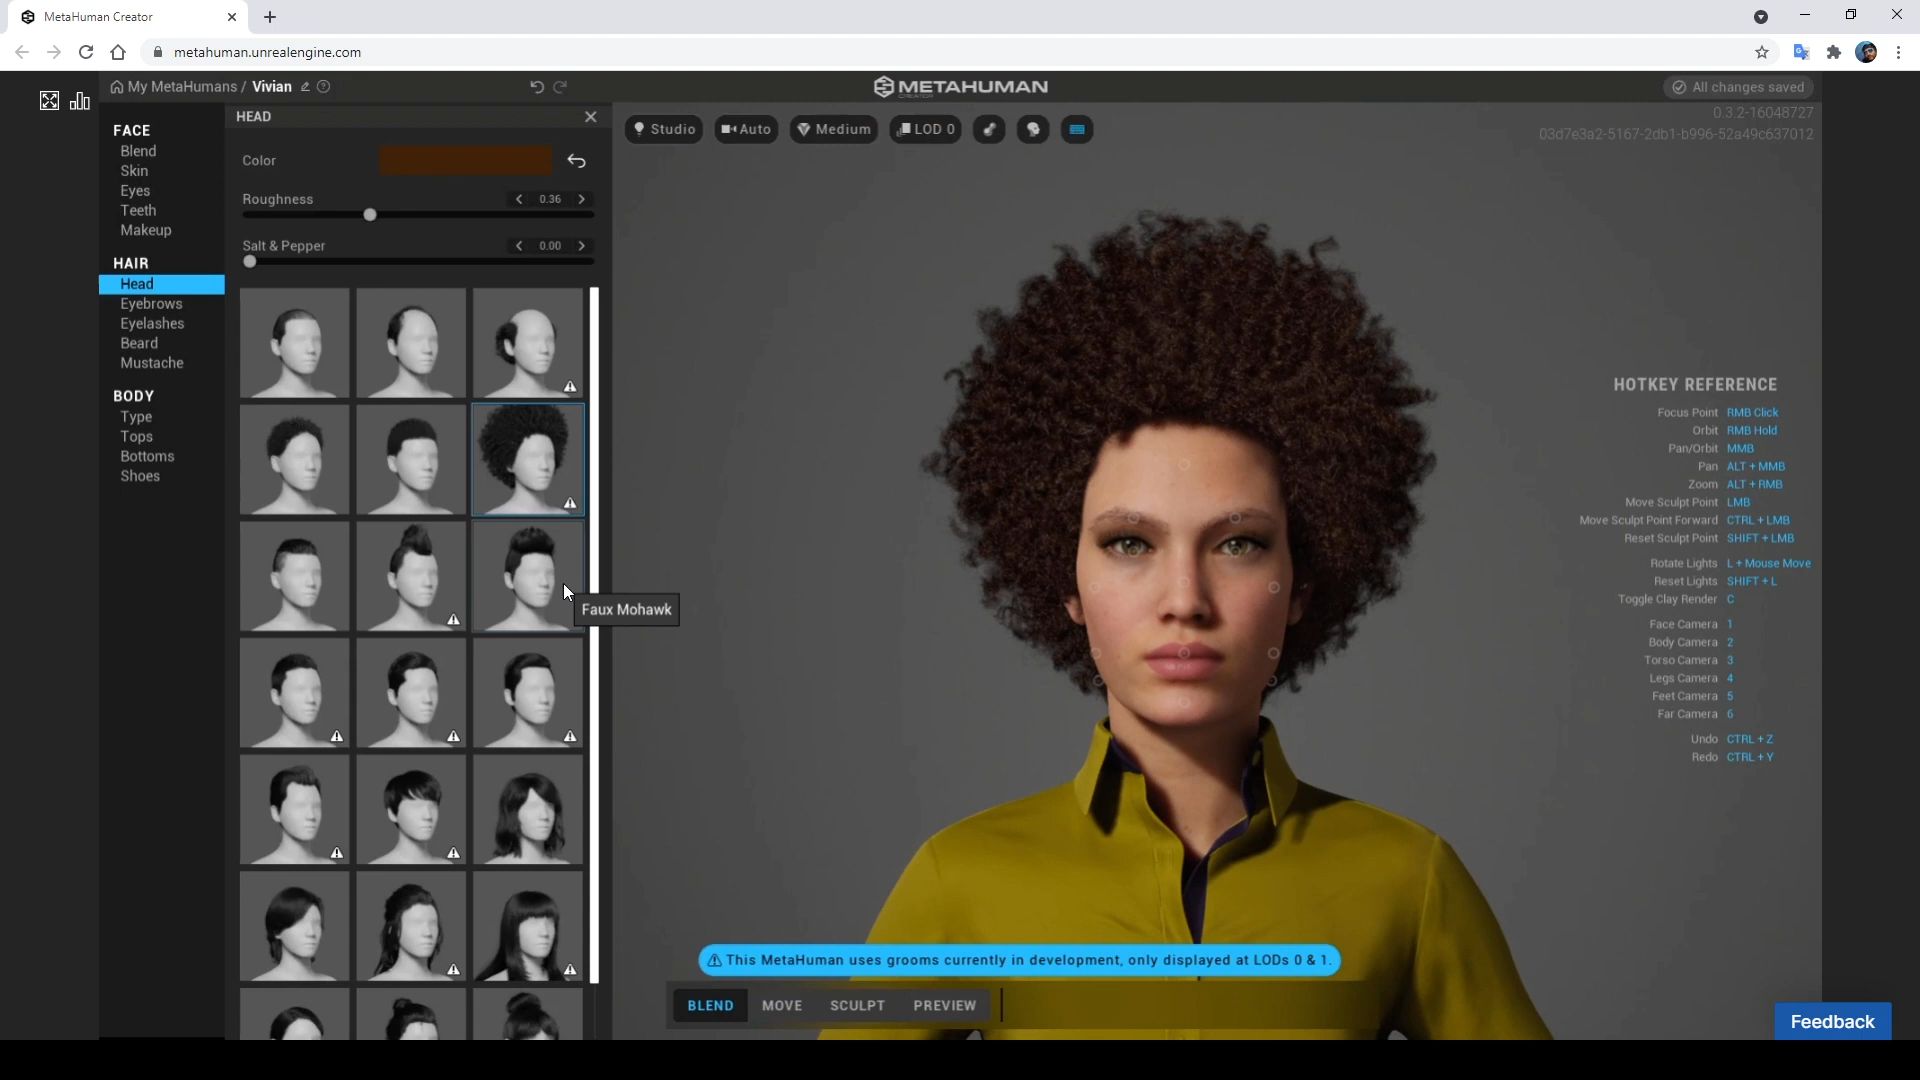 MetaHuman Creator
metahuman.unrealengine.com
My MetaHumans / Vivian
METAHUMAN
CREATOR
All changes saved
0.3.2-16048727
03d7e3a2-5167-2db1-b996-52a49c637012
FACE
Blend
Skin
Eyes
Teeth
Makeup
HAIR
Head
Eyebrows
Eyelashes
Beard
Mustache
BODY
Type
Tops
Bottoms
Shoes
HEAD
Color
Roughness
0.36
Salt & Pepper
0.00
Faux Mohawk
Studio
Auto
Medium
LOD 0
HOTKEY REFERENCE
Focus Point RMB Click
Orbit RMB Hold
Pan/Orbit MMB
Pan ALT + MMB
Zoom ALT + RMB
Move Sculpt Point LMB
Move Sculpt Point Forward CTRL + LMB
Reset Sculpt Point SHIFT + LMB
Rotate Lights L + Mouse Move
Reset Lights SHIFT + L
Toggle Clay Render C
Face Camera 1
Body Camera 2
Torso Camera 3
Legs Camera 4
Feet Camera 5
Far Camera 6
Undo CTRL + Z
Redo CTRL + Y
This MetaHuman uses grooms currently in development, only displayed at LODs 0 & 1.
BLEND
MOVE
SCULPT
PREVIEW
Feedback